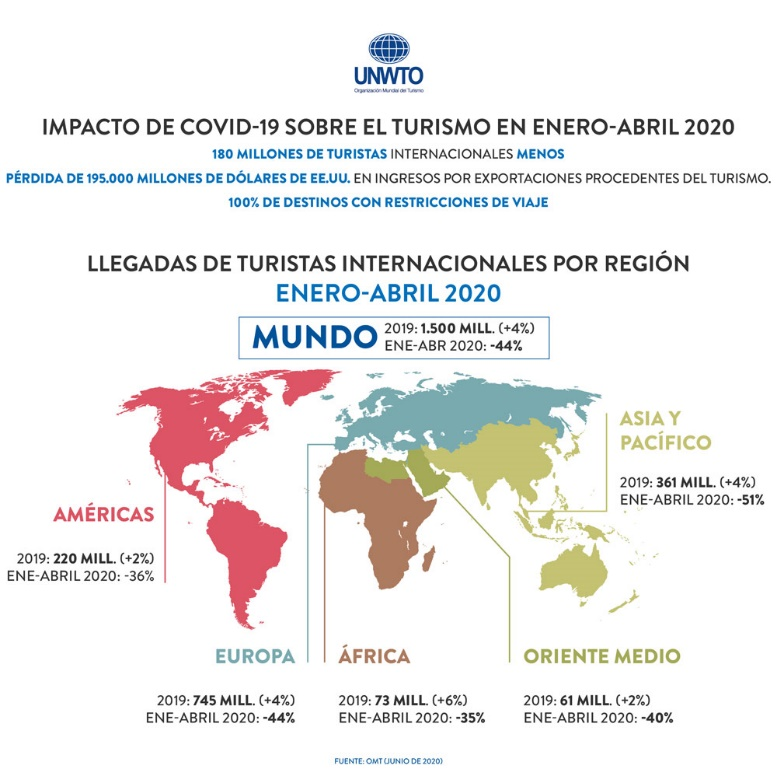 UNWTO
Organización Mundial del Turismo
IMPACTO DE COVID-19 SOBRE EL TURISMO EN ENERO-ABRIL 2020
180 MILLONES DE TURISTAS INTERNACIONALES MENOS
PÉRDIDA DE 195.000 MILLONES DE DÓLARES DE EE.UU. EN INGRESOS POR EXPORTACIONES PROCEDENTES DEL TURISMO.
100% DE DESTINOS CON RESTRICCIONES DE VIAJE
LLEGADAS DE TURISTAS INTERNACIONALES POR REGIÓN
ENERO-ABRIL 2020
MUNDO
2019: 1.500 MILL. (+4%)
ENE-ABR 2020: -44%
ASIA Y
PACÍFICO
2019: 361 MILL. (+4%)
ENE-ABRIL 2020: -51%
AMÉRICAS
2019: 220 MILL. (+2%)
ENE-ABRIL 2020: -36%
EUROPA
2019: 745 MILL. (+4%)
ENE-ABRIL 2020: -44%
ÁFRICA
2019: 73 MILL. (+6%)
ENE-ABRIL 2020: -35%
ORIENTE MEDIO
2019: 61 MILL. (+2%)
ENE-ABRIL 2020: -40%
FUENTE: OMT (JUNIO DE 2020)